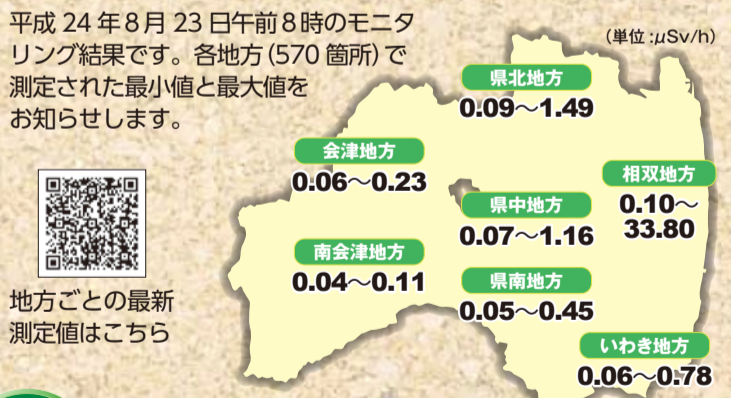 平成 24 年 8 月 23 日午前 8 時のモニタ
リング結果です。各地方 (570 箇所) で
測定された最小値と最大値を
お知らせします。
(単位 :μSv/h)
県北地方
0.09〜1.49
会津地方
0.06〜0.23
相双地方
0.10〜
33.80
県中地方
0.07〜1.16
南会津地方
0.04〜0.11
県南地方
0.05〜0.45
いわき地方
0.06〜0.78
地方ごとの最新
測定値はこちら